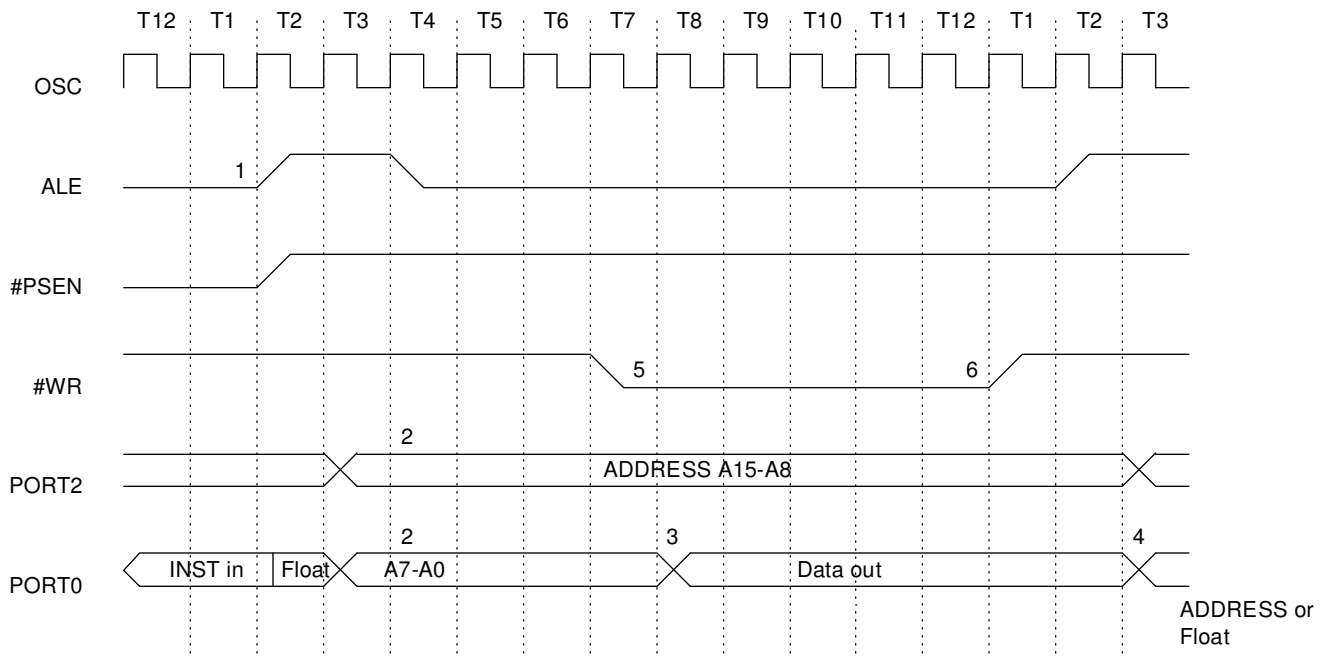 T12 T1 T2 T3 T4 T5 T6 T7 T8 T9 T10 T11 T12 T1 T2 T3
OSC
1
ALE
#PSEN
5 6
#WR
2
ADDRESS A15-A8
PORT2
2 3 4
INST in Float A7-A0 Data out
PORT0
ADDRESS or
Float